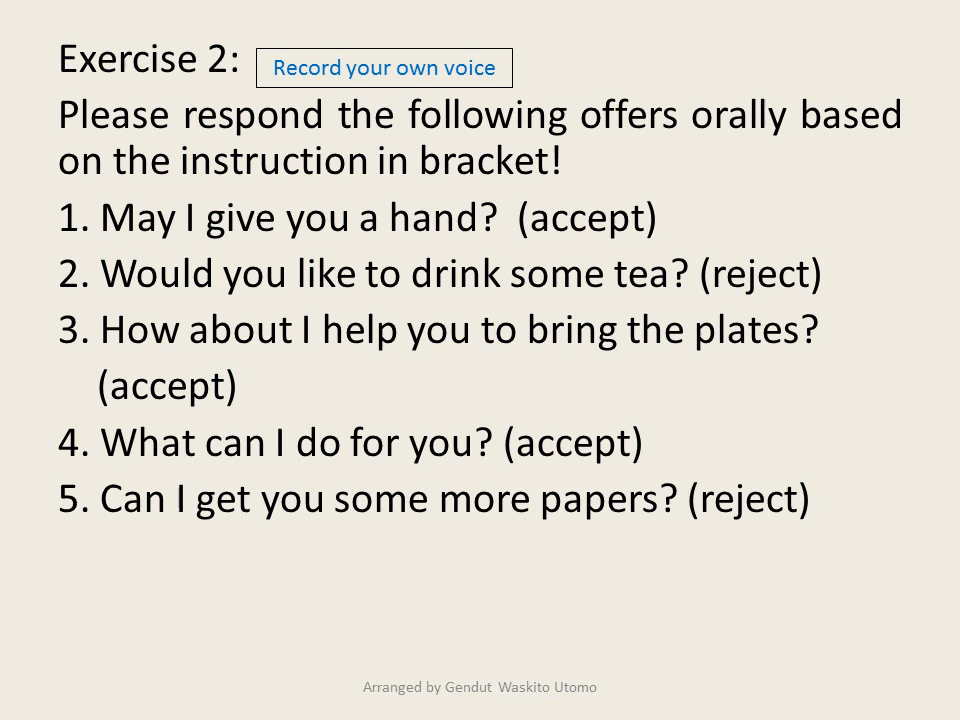 Exercise 2:
Record your own voice
Please respond the following offers orally based
on the instruction in bracket!
1. May I give you a hand?  (accept)
2. Would you like to drink some tea? (reject)
3. How about I help you to bring the plates?
(accept)
4. What can I do for you? (accept)
5. Can I get you some more papers? (reject)
Arranged by Gendut Waskito Utomo